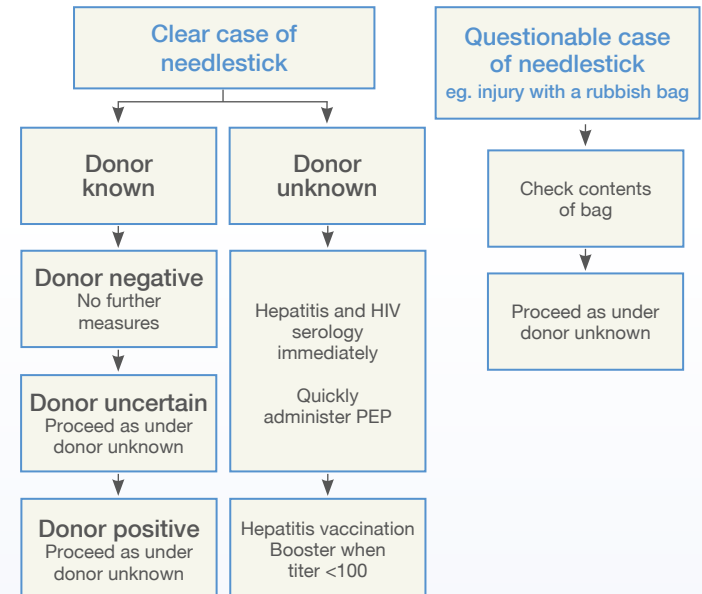 Clear case of
needlestick
Questionable case
of needlestick
eg. injury with a rubbish bag
Donor
known
Donor
unknown
Check contents
of bag
Donor negative
No further
measures
Hepatitis and HIV
serology
immediately
Quickly
administer PEP
Proceed as under
donor unknown
Donor uncertain
Proceed as under
donor unknown
Donor positive
Proceed as under
donor unknown
Hepatitis vaccination
Booster when
titer <100